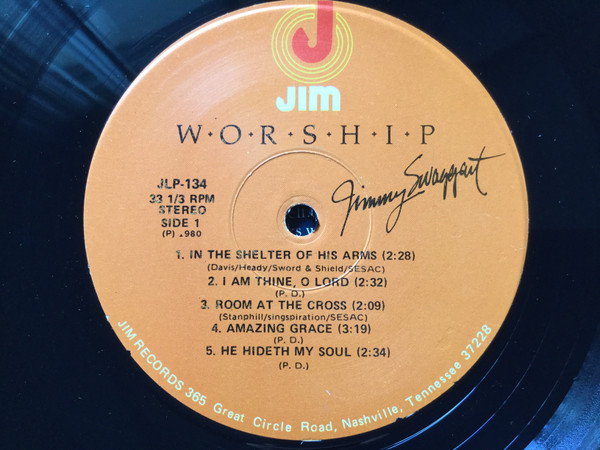 J
JIM
W·O·R·S·H·I·P
Jimmy Swaggart
JLP-134
33 1/3 RPM
STEREO
SIDE 1
(P) .980
1. IN THE SHELTER OF HIS ARMS (2:28)
(Davis/Heady/Sword & Shield/SESAC)
2. I AM THINE, O LORD (2:32)
(P. D.)
3. ROOM AT THE CROSS (2:09)
(Stanphill/singspiration/SESAC)
4. AMAZING GRACE (3:19)
(P. D.)
5. HE HIDETH MY SOUL (2:34)
(P. D.)
JIM RECORDS 365 Great Circle Road, Nashville, Tennessee 37228